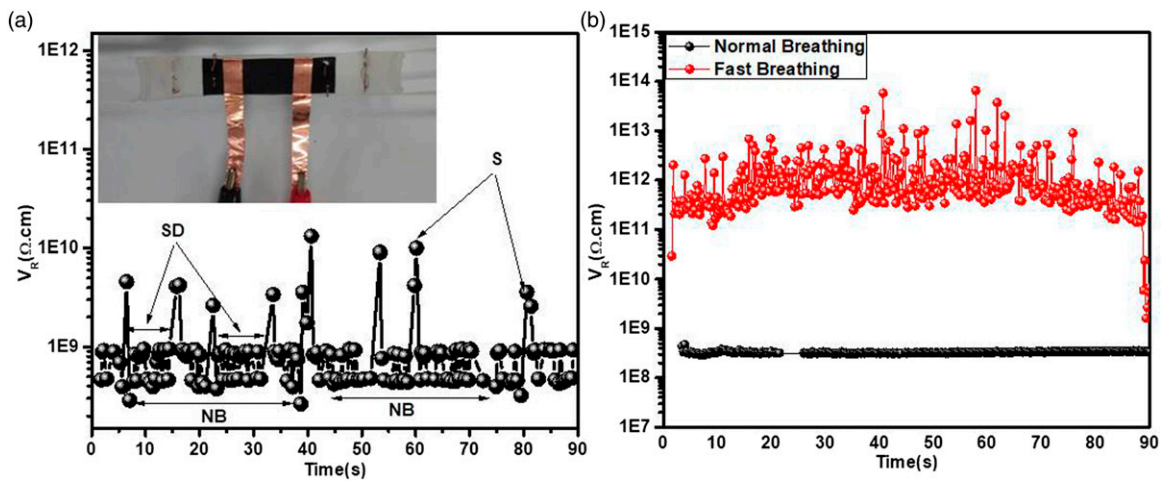 (a)
1E12
1E11
1E10
1E9
V_R(Ω.cm)
SD
S
NB
NB
0 10 20 30 40 50 60 70 80 90
Time(s)
(b)
1E15
1E14
1E13
1E12
1E11
1E10
1E9
1E8
1E7
V_R(Ω.cm)
Normal Breathing
Fast Breathing
0 10 20 30 40 50 60 70 80 90
Time(s)